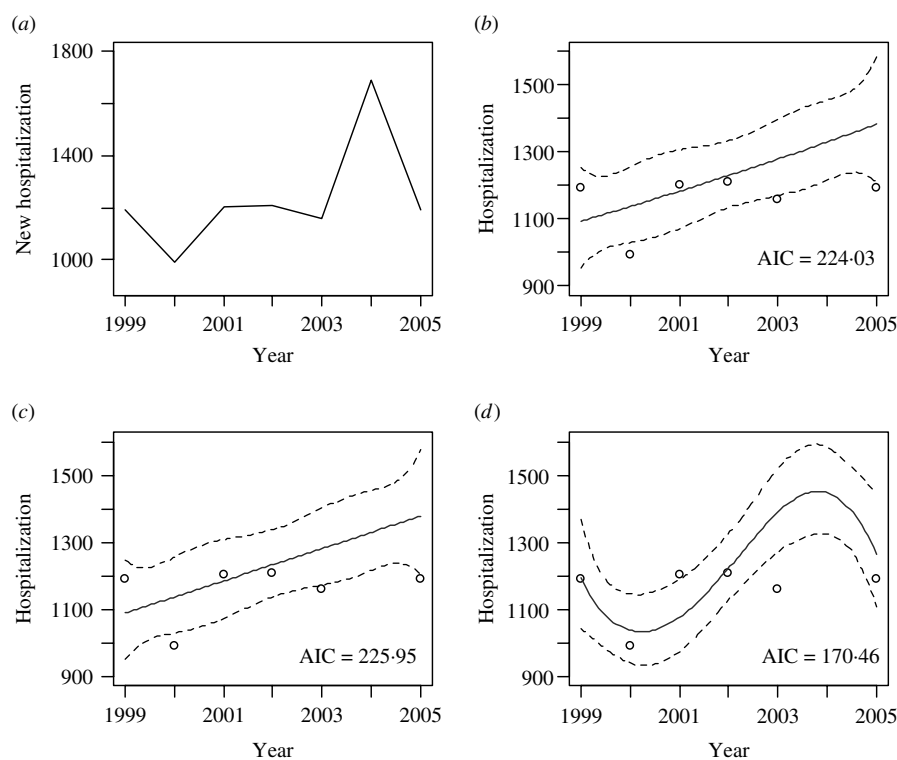 (a)
New hospitalization
1800
1400
1000
1999 2001 2003 2005
Year
(b)
Hospitalization
1500
1300
1100
900
AIC = 224·03
1999 2001 2003 2005
Year
(c)
Hospitalization
1500
1300
1100
900
AIC = 225·95
1999 2001 2003 2005
Year
(d)
Hospitalization
1500
1300
1100
900
AIC = 170·46
1999 2001 2003 2005
Year